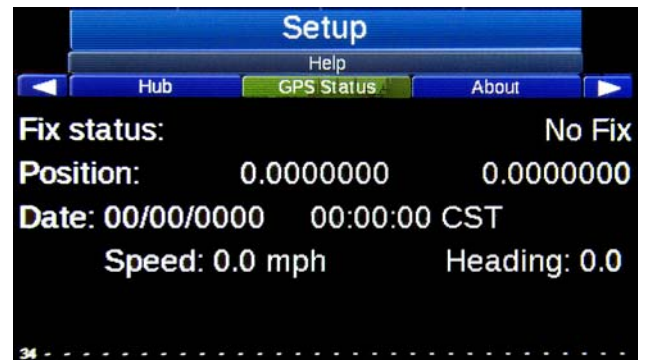 Setup
Help
Hub GPS Status About
Fix status: No Fix
Position: 0.0000000 0.0000000
Date: 00/00/0000 00:00:00 CST
Speed: 0.0 mph Heading: 0.0
34